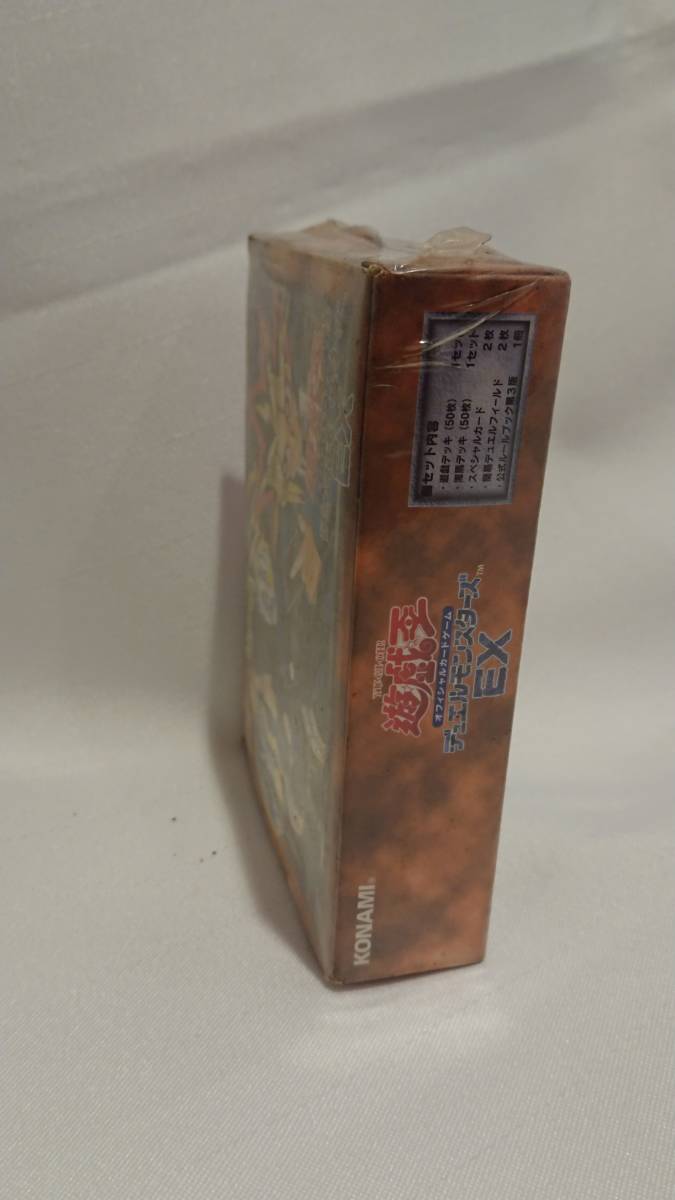 ■セット内容
・遊戯デッキ（50枚） 1セット
・海馬デッキ（50枚） 1セット
・スペシャルカード 2枚
・簡易デュエルフィールド 2枚
・公式ルールブック第3版 1冊
遊戯王
オフィシャルカードゲーム
デュエルモンスターズ™
EX
KONAMI®